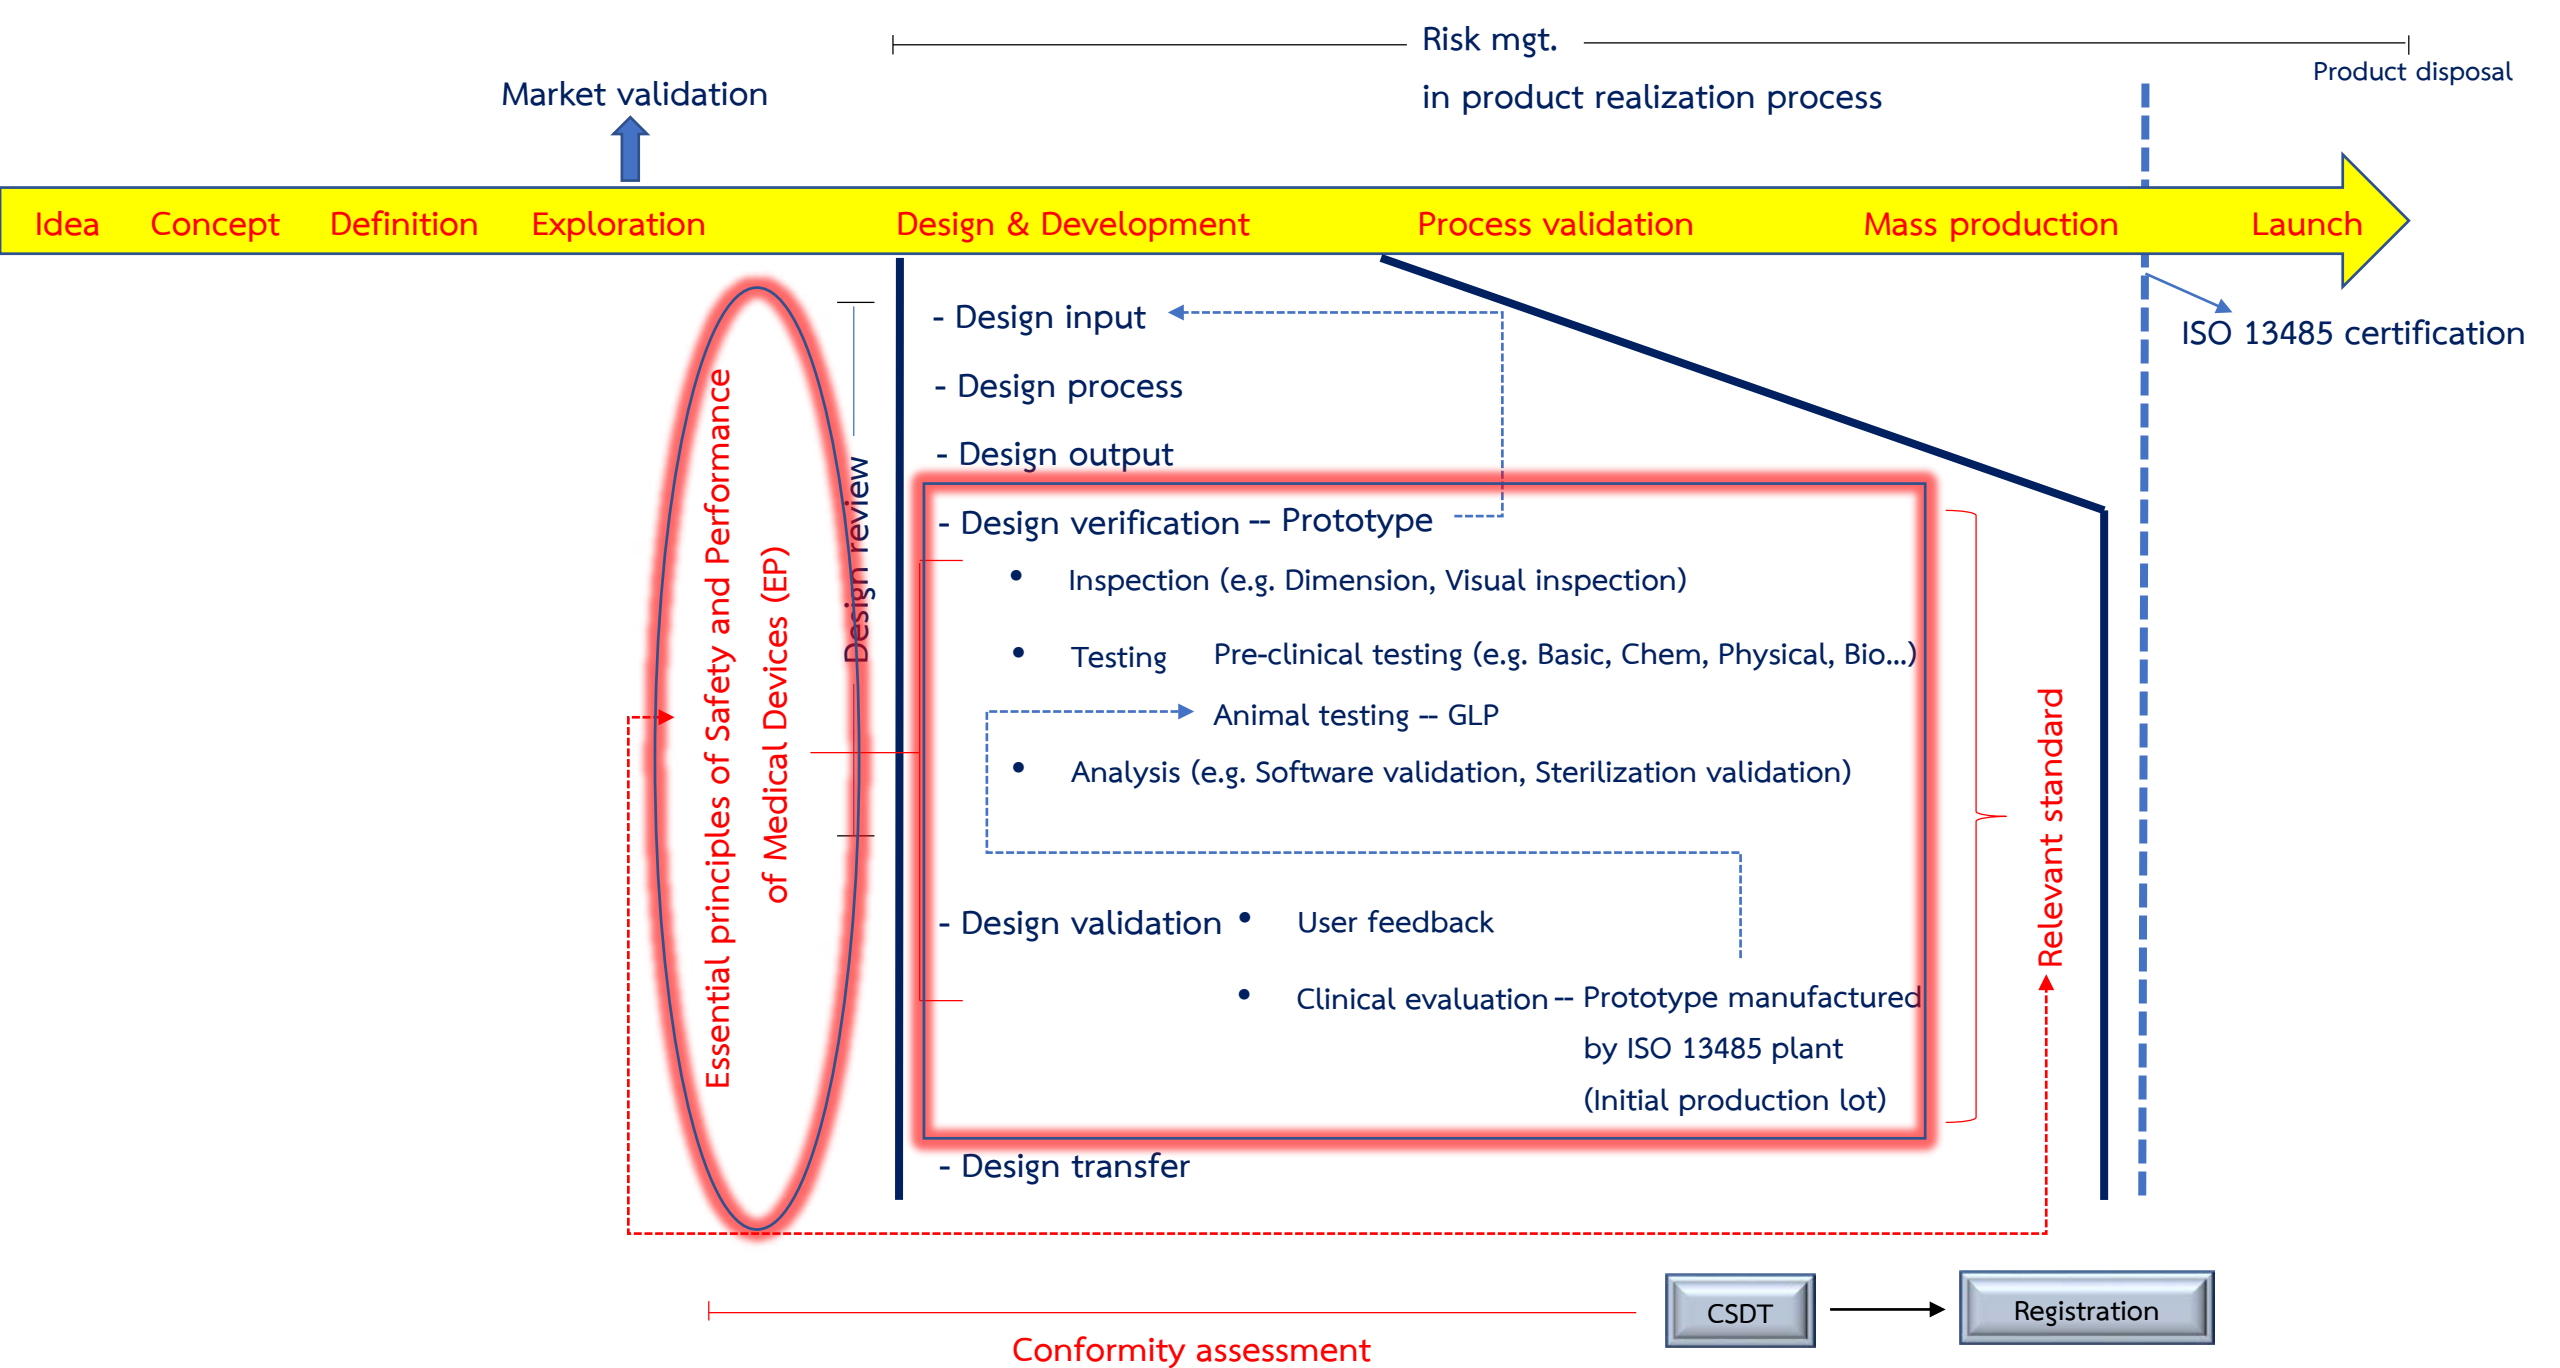 Risk mgt.
in product realization process
Product disposal
Market validation
Idea Concept Definition Exploration Design & Development Process validation Mass production Launch
ISO 13485 certification
Essential principles of Safety and Performance
of Medical Devices (EP)
Design review
- Design input
- Design process
- Design output
- Design verification -- Prototype
• Inspection (e.g. Dimension, Visual inspection)
• Testing Pre-clinical testing (e.g. Basic, Chem, Physical, Bio...)
Animal testing -- GLP
• Analysis (e.g. Software validation, Sterilization validation)
- Design validation • User feedback
• Clinical evaluation -- Prototype manufactured
by ISO 13485 plant
(Initial production lot)
- Design transfer
Relevant standard
CSDT
Registration
Conformity assessment